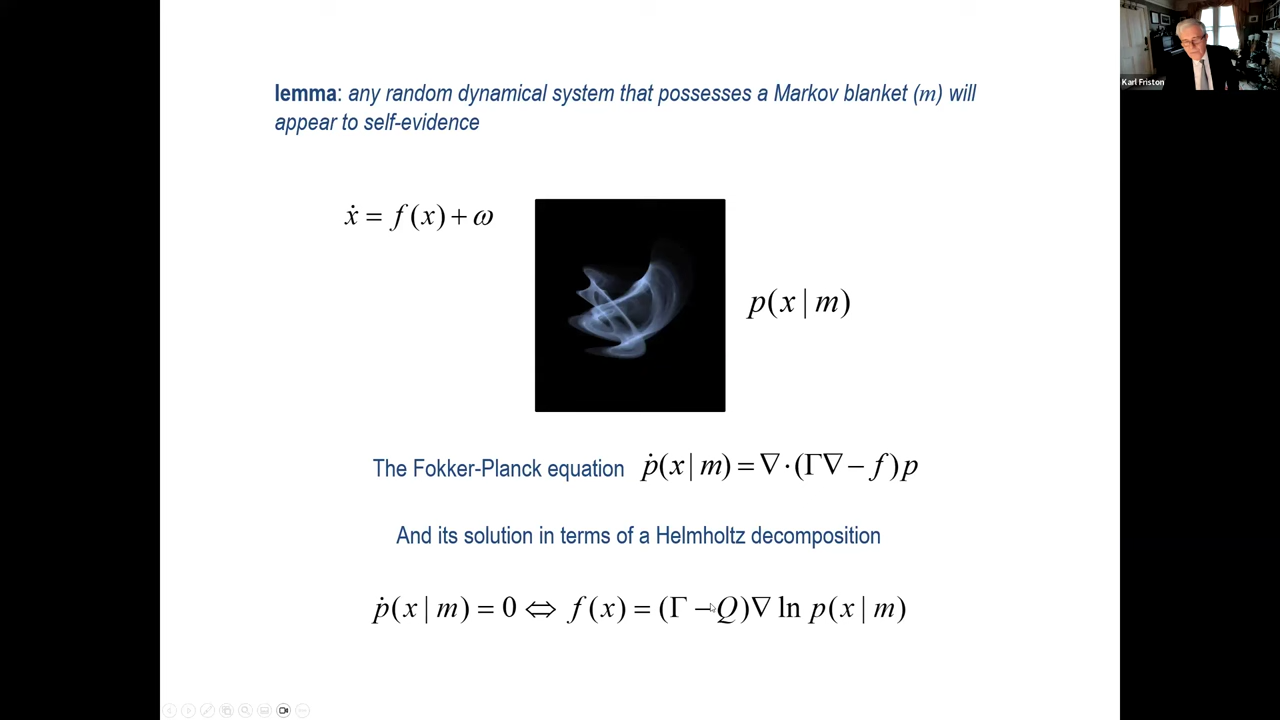 Karl Friston
lemma: any random dynamical system that possesses a Markov blanket (m) will
appear to self-evidence
ẋ = f(x) + ω
p(x | m)
The Fokker-Planck equation ṗ(x | m) = ∇ · (Γ∇ − f)p
And its solution in terms of a Helmholtz decomposition
ṗ(x | m) = 0 ⇔ f(x) = (Γ − Q)∇ ln p(x | m)